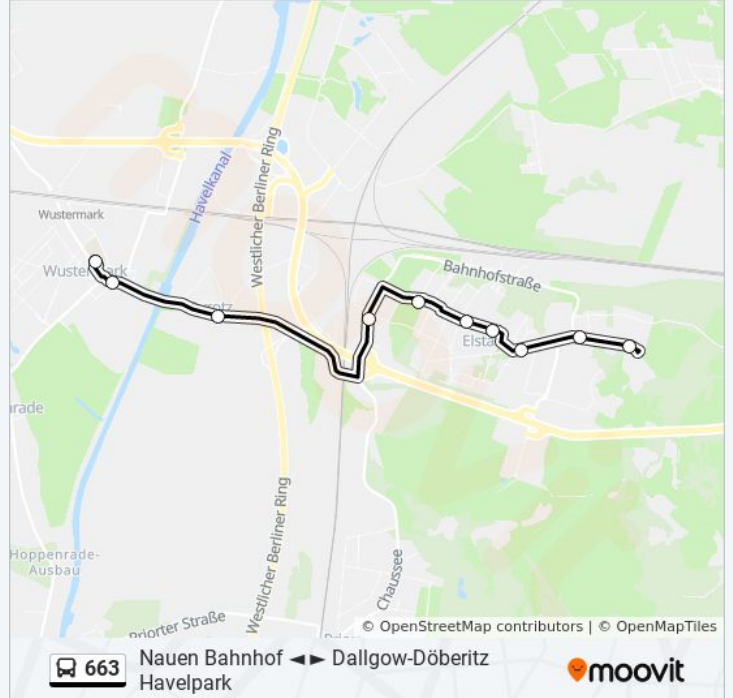 Havelkanal
Westlicher Berliner Ring
Wustermark
Bahnhofstraße
Hoppenrade-
Ausbau
Westlicher Berliner Ring
Chaussee
Priorter Straße
© OpenStreetMap contributors | © OpenMapTiles
663
Nauen Bahnhof ◄► Dallgow-Döberitz
Havelpark
moovit